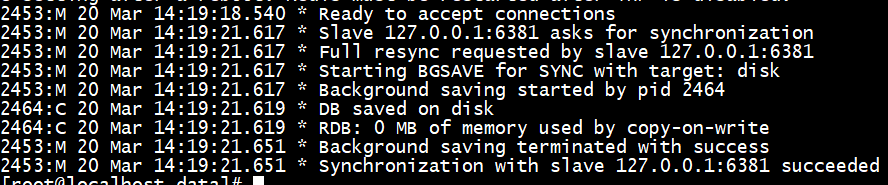 2453:M 20 Mar 14:19:18.540 * Ready to accept connections
2453:M 20 Mar 14:19:21.617 * Slave 127.0.0.1:6381 asks for synchronization
2453:M 20 Mar 14:19:21.617 * Full resync requested by slave 127.0.0.1:6381
2453:M 20 Mar 14:19:21.617 * Starting BGSAVE for SYNC with target: disk
2453:M 20 Mar 14:19:21.617 * Background saving started by pid 2464
2464:C 20 Mar 14:19:21.619 * DB saved on disk
2464:C 20 Mar 14:19:21.619 * RDB: 0 MB of memory used by copy-on-write
2453:M 20 Mar 14:19:21.651 * Background saving terminated with success
2453:M 20 Mar 14:19:21.651 * Synchronization with slave 127.0.0.1:6381 succeeded
[root@localhost data]#